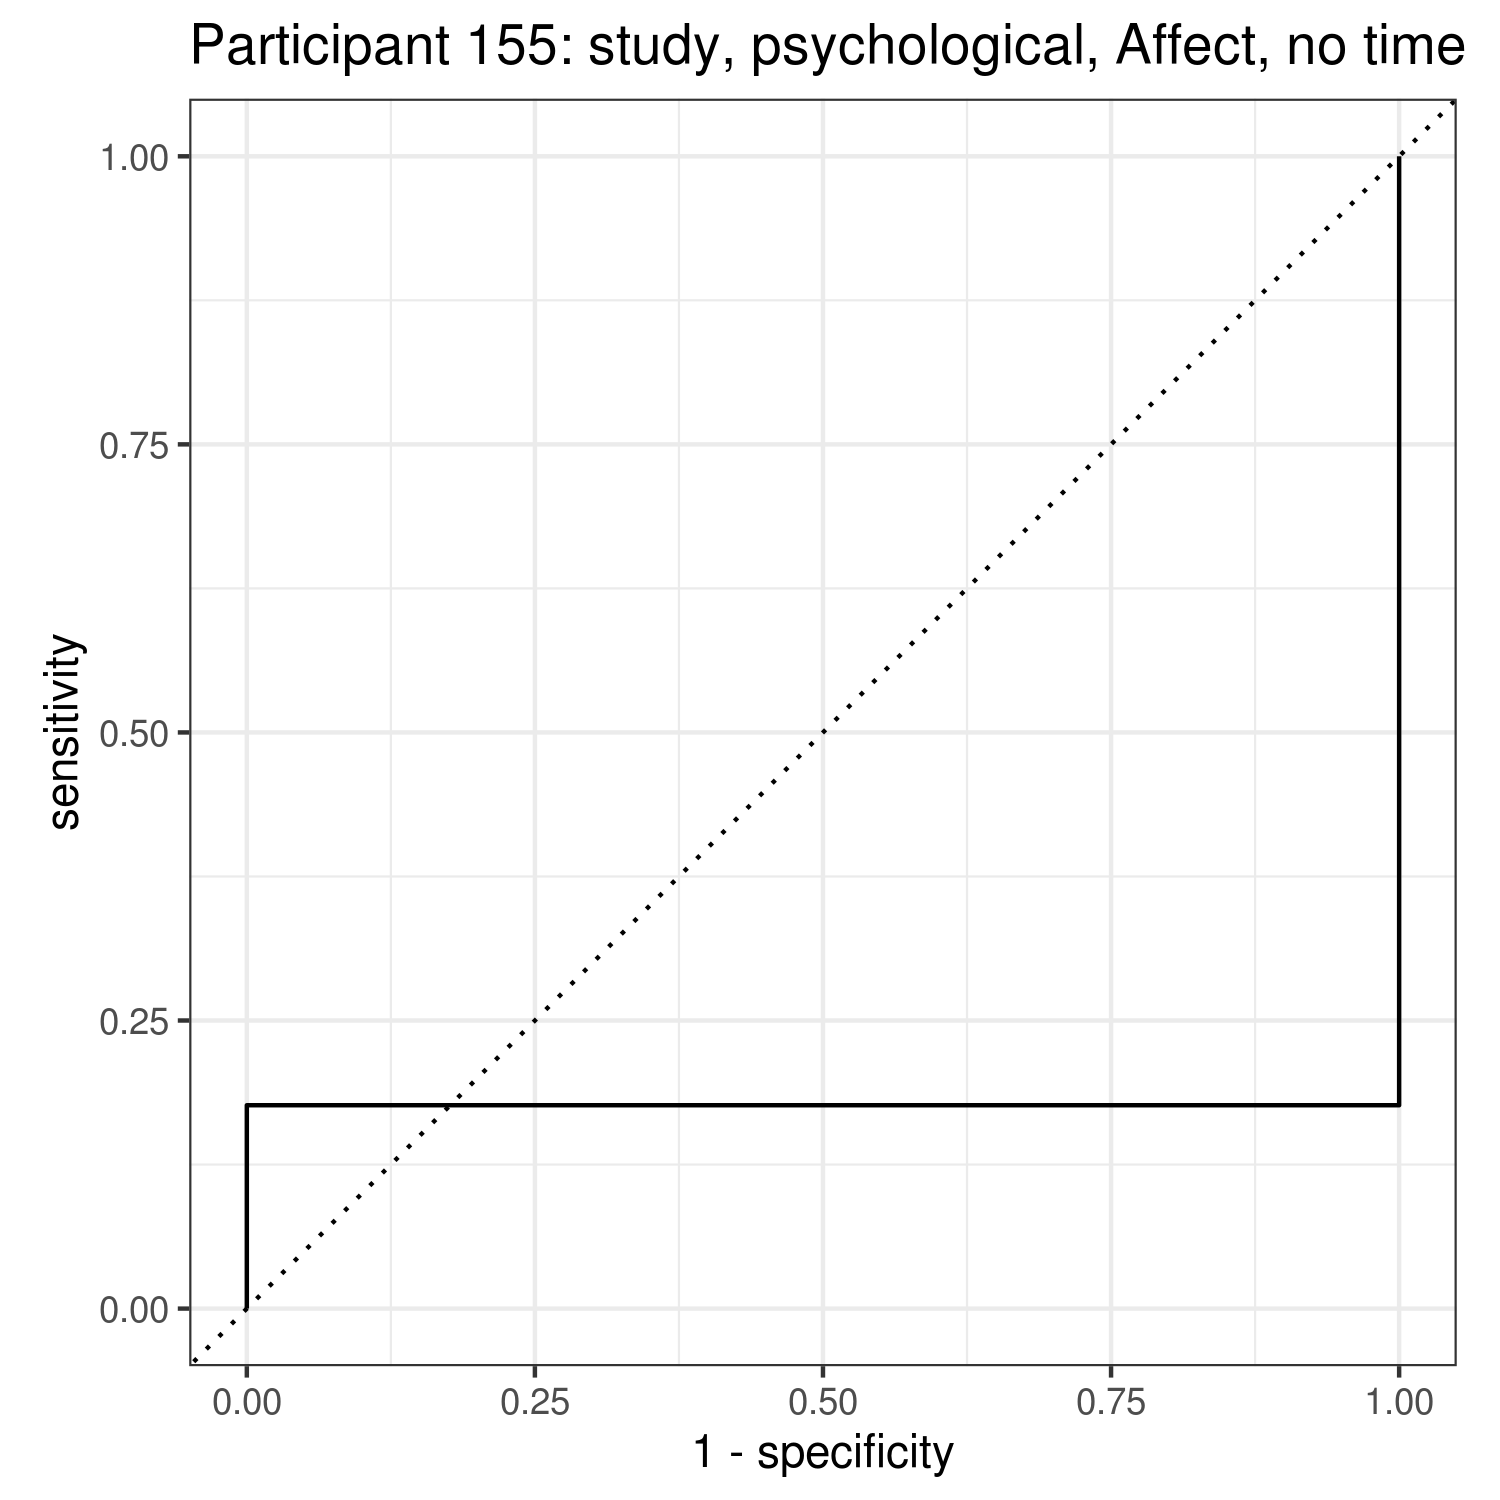 Participant 155: study, psychological, Affect, no time
1.00
0.75
0.50
0.25
0.00
sensitivity
0.00 0.25 0.50 0.75 1.00
1 - specificity